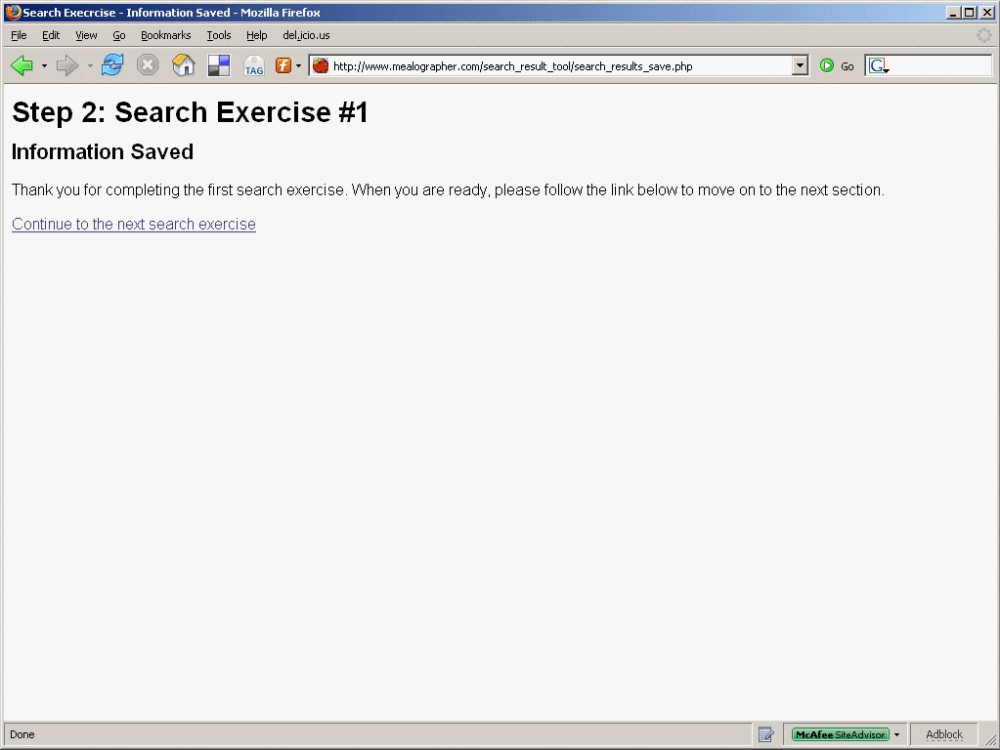 Search Execrcise - Information Saved - Mozilla Firefox
File Edit View Go Bookmarks Tools Help del.icio.us
TAG http://www.mealographer.com/search_result_tool/search_results_save.php Go G
Step 2: Search Exercise #1
Information Saved
Thank you for completing the first search exercise. When you are ready, please follow the link below to move on to the next section.
Continue to the next search exercise
Done McAfee SiteAdvisor Adblock